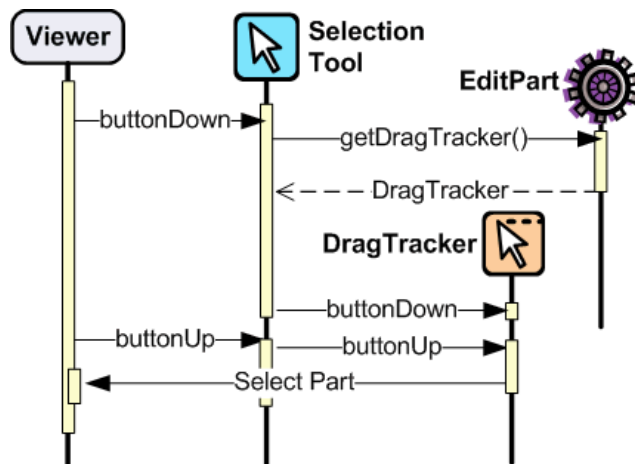 Viewer
Selection
Tool
EditPart
buttonDown
getDragTracker()
DragTracker
DragTracker
buttonDown
buttonUp
buttonUp
Select Part